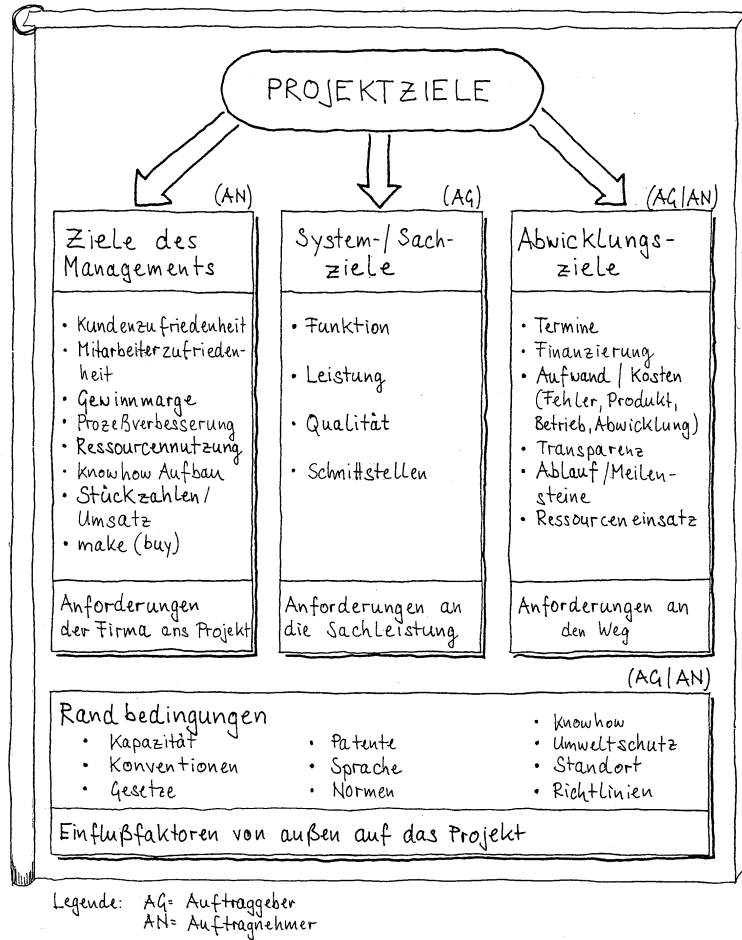 PROJEKTZIELE
(AN)
Ziele des
Managements
• Kundenzufriedenheit
• Mitarbeiterzufrieden-
heit
• Gewinnmarge
• Prozeßverbesserung
• Ressourcennutzung
• Knowhow Aufbau
• Stückzahlen/
Umsatz
• make (buy)
Anforderungen
der Firma ans Projekt
(AG)
System-/Sach-
ziele
• Funktion
• Leistung
• Qualität
• Schnittstellen
Anforderungen an
die Sachleistung
(AG|AN)
Abwicklungs-
ziele
• Termine
• Finanzierung
• Aufwand / Kosten
(Fehler, Produkt,
Betrieb, Abwicklung)
• Transparenz
• Ablauf/Meilen-
steine
• Ressourceneinsatz
Anforderungen an
den Weg
(AG|AN)
Randbedingungen
• Kapazität
• Konventionen
• Gesetze
• Patente
• Sprache
• Normen
• Knowhow
• Umweltschutz
• Standort
• Richtlinien
Einflußfaktoren von außen auf das Projekt
Legende: AG= Auftraggeber
AN= Auftragnehmer